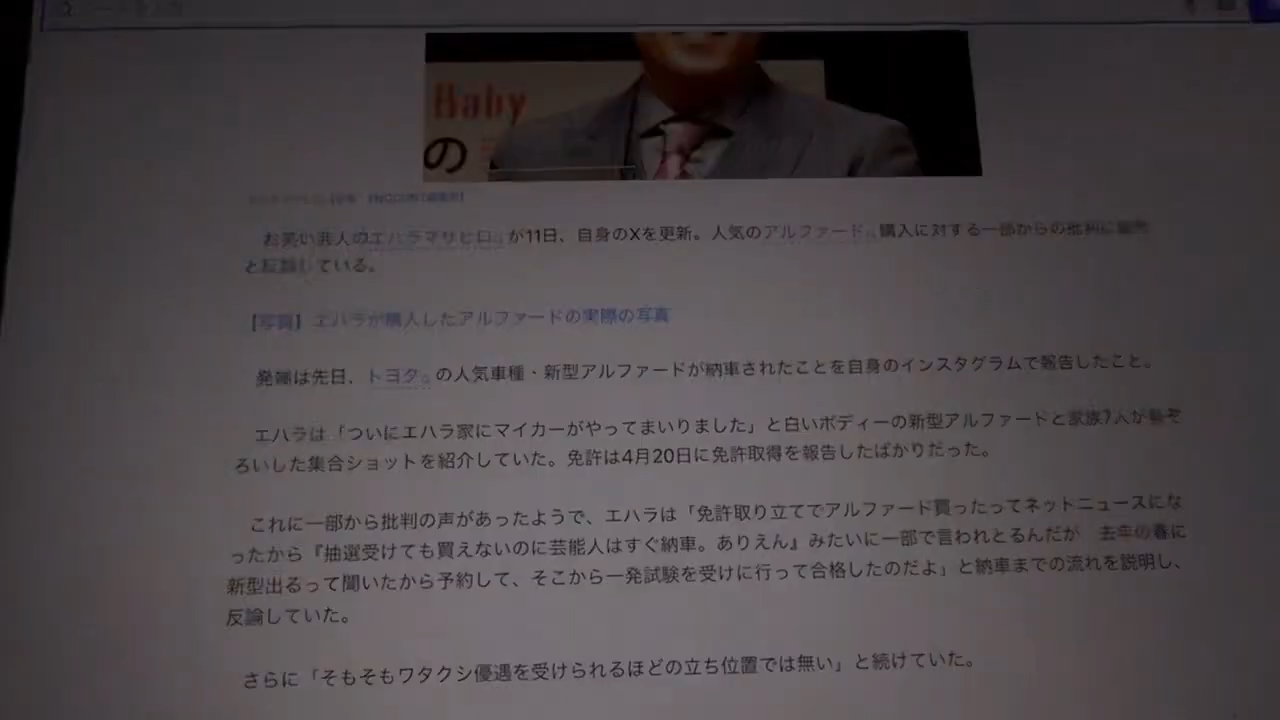 Baby
の
お笑い芸人のエハラマサヒロが11日、自身のXを更新。人気のアルファード購入に対する一部からの批判に
と反論している。
【写真】エハラが購入したアルファードの実際の写真
発端は先日、トヨタの人気車種・新型アルファードが納車されたことを自身のインスタグラムで報告したこと。
エハラは「ついにエハラ家にマイカーがやってまいりました」と白いボディーの新型アルファードと家族7人が勢ぞ
ろいした集合ショットを紹介していた。免許は4月20日に免許取得を報告したばかりだった。
これに一部から批判の声があったようで、エハラは「免許取り立てでアルファード買ったってネットニュースにな
ったから『抽選受けても買えないのに芸能人はすぐ納車。ありえん』みたいに一部で言われとるんだが　去年の春に
新型出るって聞いたから予約して、そこから一発試験を受けに行って合格したのだよ」と納車までの流れを説明し、
反論していた。
さらに「そもそもワタクシ優遇を受けられるほどの立ち位置では無い」と続けていた。